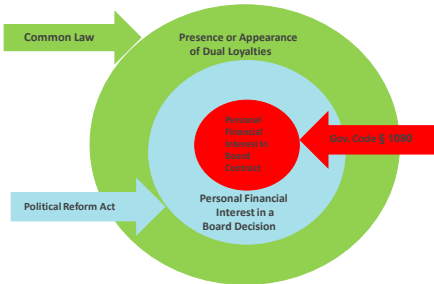 Common Law
Presence or Appearance
of Dual Loyalties
Personal
Financial
Interest in
Board
Contract
Gov. Code § 1090
Political Reform Act
Personal Financial
Interest in a
Board Decision